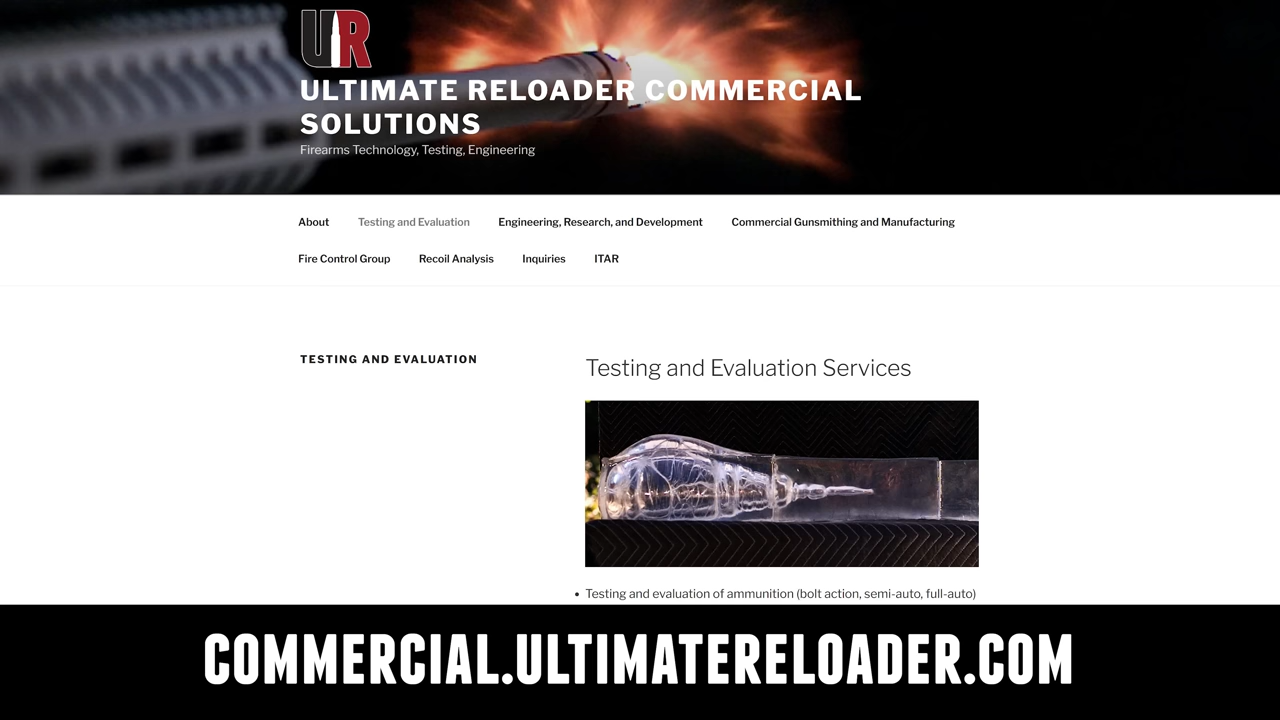 UR
ULTIMATE RELOADER COMMERCIAL
SOLUTIONS
Firearms Technology, Testing, Engineering
About Testing and Evaluation Engineering, Research, and Development Commercial Gunsmithing and Manufacturing
Fire Control Group Recoil Analysis Inquiries ITAR
TESTING AND EVALUATION
Testing and Evaluation Services
• Testing and evaluation of ammunition (bolt action, semi-auto, full-auto)
COMMERCIAL.ULTIMATERELOADER.COM